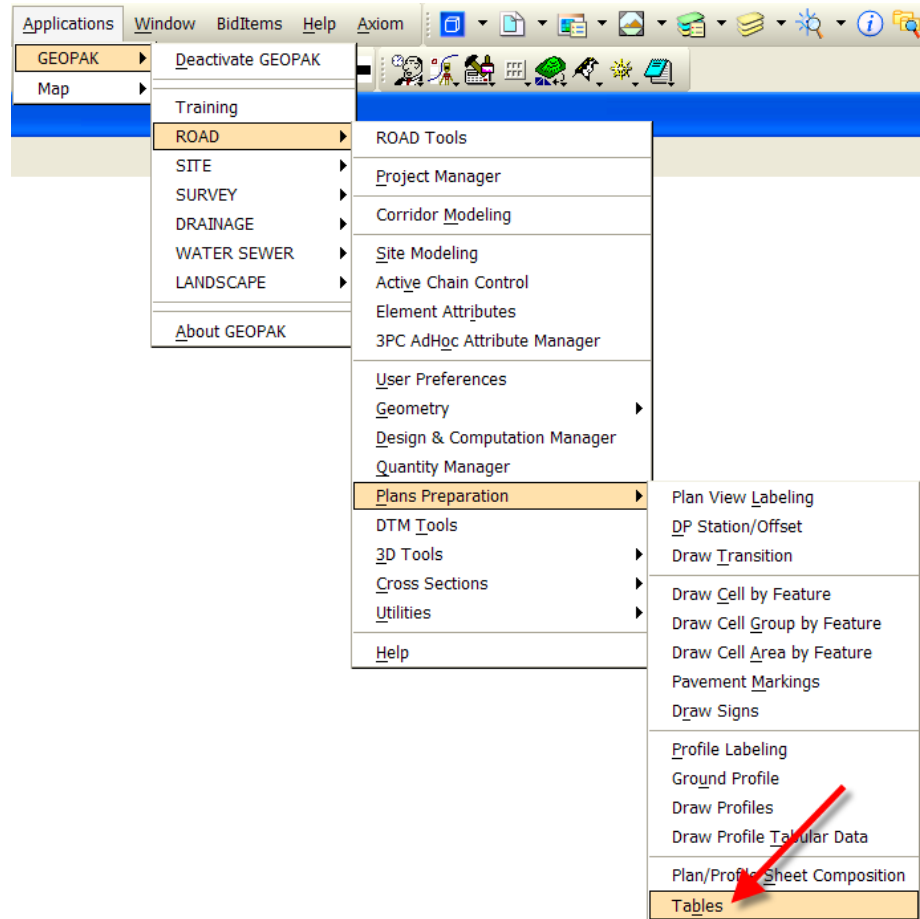 Applications Window BidItems Help Axiom
GEOPAK
Map
Deactivate GEOPAK
Training
ROAD
SITE
SURVEY
DRAINAGE
WATER SEWER
LANDSCAPE
About GEOPAK
ROAD Tools
Project Manager
Corridor Modeling
Site Modeling
Active Chain Control
Element Attributes
3PC AdHoc Attribute Manager
User Preferences
Geometry
Design & Computation Manager
Quantity Manager
Plans Preparation
DTM Tools
3D Tools
Cross Sections
Utilities
Help
Plan View Labeling
DP Station/Offset
Draw Transition
Draw Cell by Feature
Draw Cell Group by Feature
Draw Cell Area by Feature
Pavement Markings
Draw Signs
Profile Labeling
Ground Profile
Draw Profiles
Draw Profile Tabular Data
Plan/Profile Sheet Composition
Tables